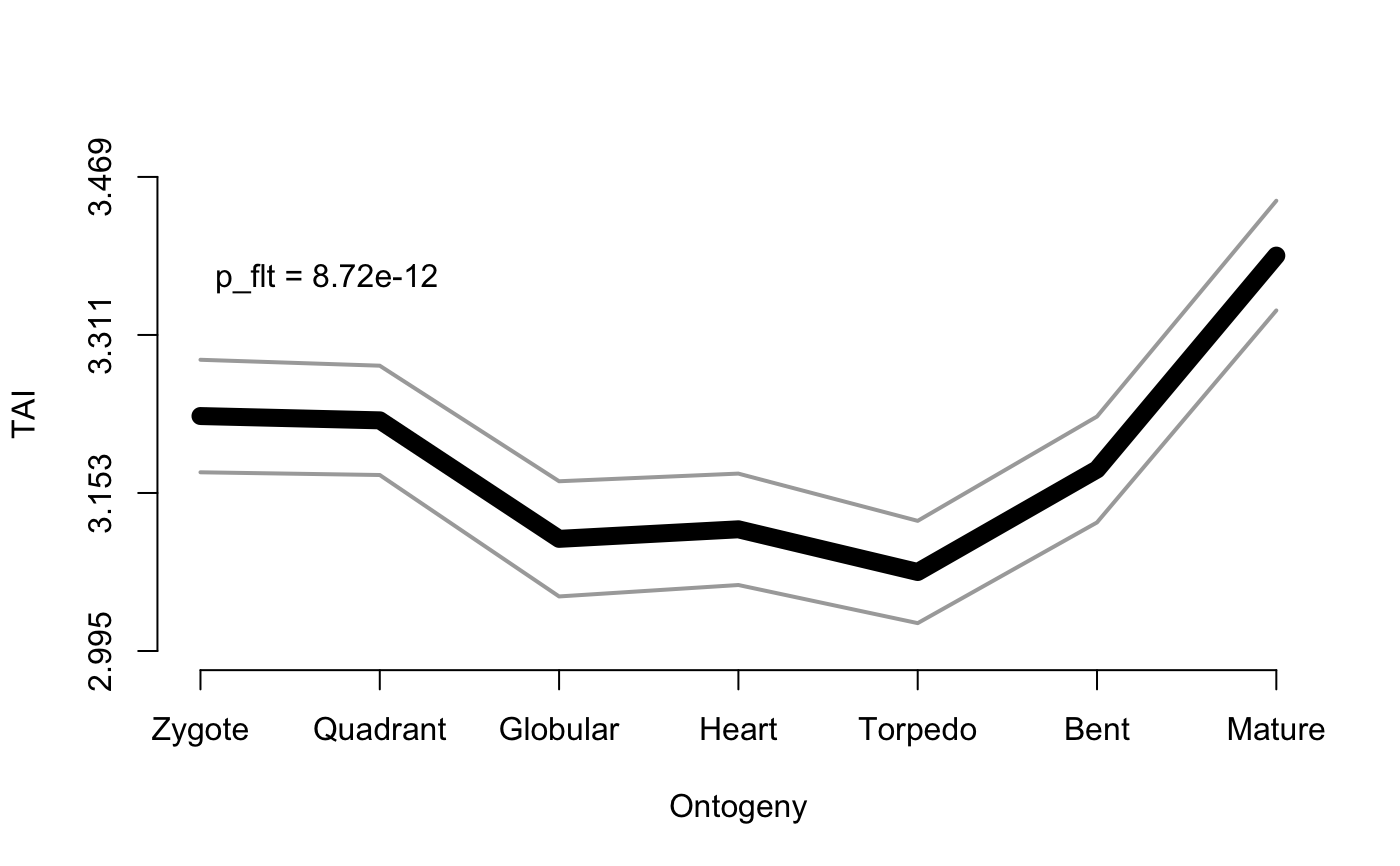 3.469
p_flt = 8.72e-12
3.311
TAI
3.153
2.995
Zygote Quadrant Globular Heart Torpedo Bent Mature
Ontogeny